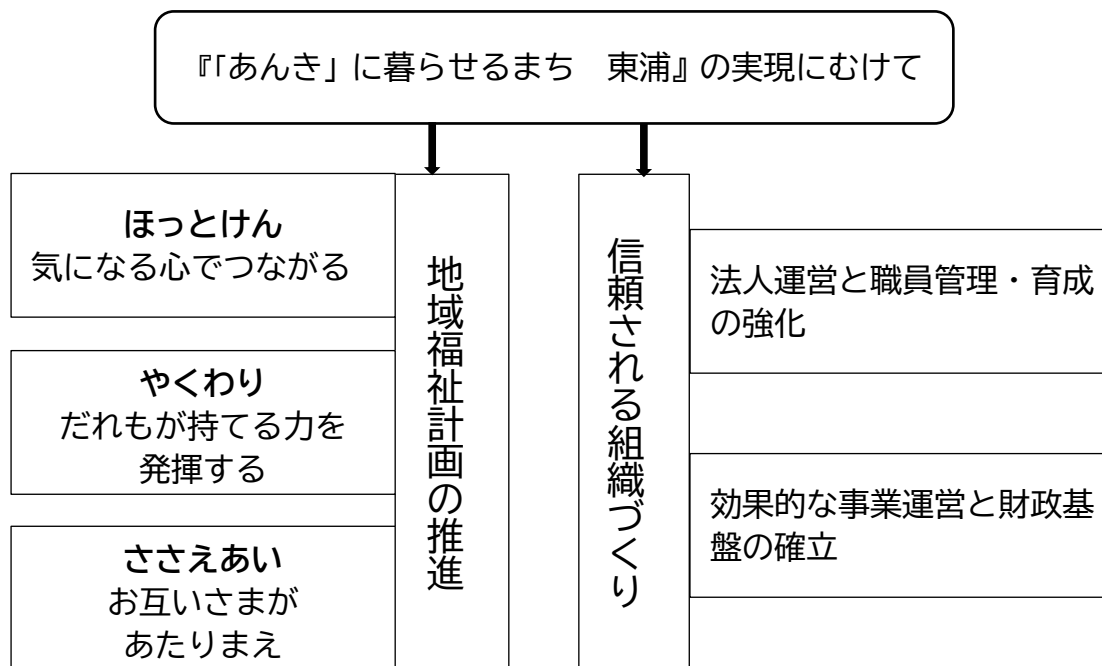 『「あんき」に暮らせるまち　東浦』の実現にむけて
ほっとけん
気になる心でつながる
やくわり
だれもが持てる力を
発揮する
ささえあい
お互いさまが
あたりまえ
地域福祉計画の推進
信頼される組織づくり
法人運営と職員管理・育成
の強化
効果的な事業運営と財政基
盤の確立